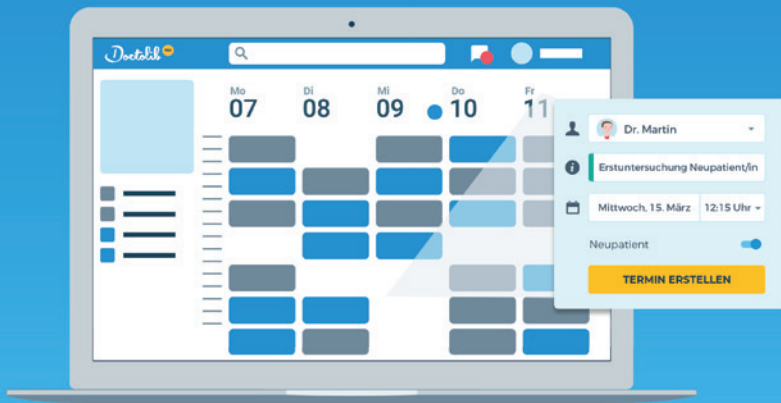 Doctolib
Mo Di Mi Do Fr
07 08 09 10 11
Dr. Martin
Erstuntersuchung Neupatient/in
Mittwoch, 15. März 12:15 Uhr
Neupatient
TERMIN ERSTELLEN